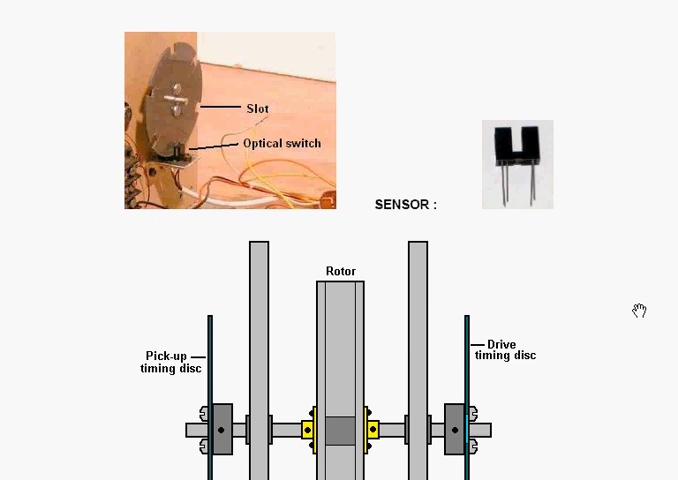 Slot
Optical switch
SENSOR :
Rotor
Pick-up
timing disc
Drive
timing disc